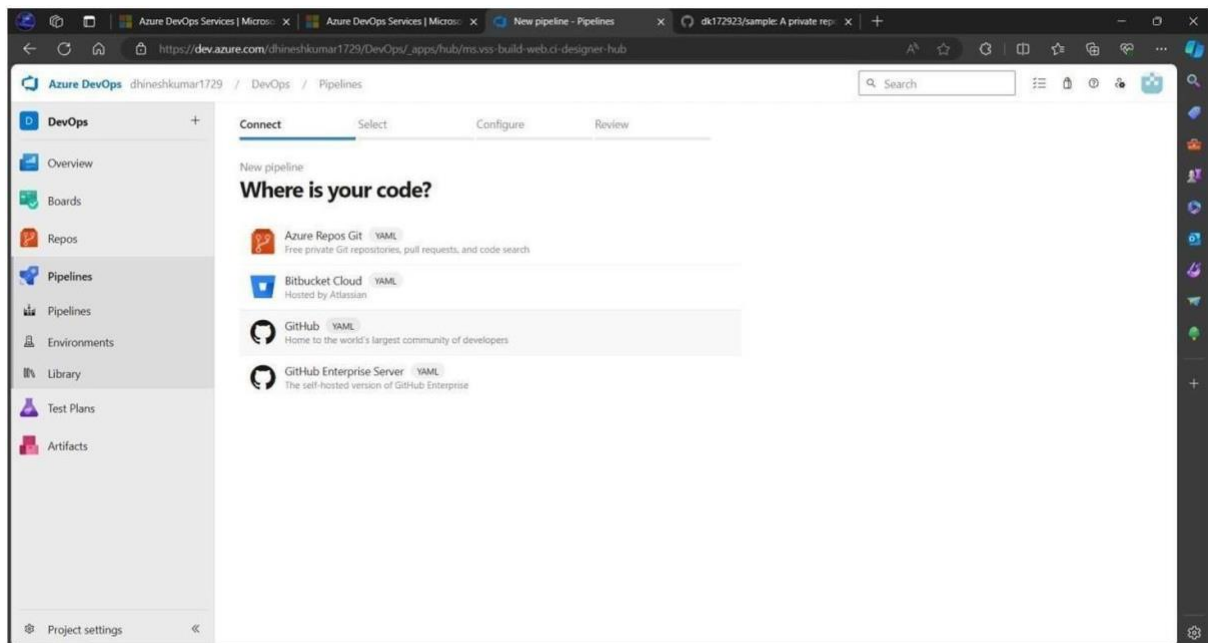 Azure DevOps Services | Microso
Azure DevOps Services | Microso
New pipeline - Pipelines
dk172923/sample: A private rep
https://dev.azure.com/dhineshkumar1729/DevOps/_apps/hub/ms.vss-build-web.ci-designer-hub
Azure DevOps dhineshkumar1729 / DevOps / Pipelines
Search
D DevOps +
Overview
Boards
Repos
Pipelines
Pipelines
Environments
Library
Test Plans
Artifacts
Project settings
Connect Select Configure Review
New pipeline
Where is your code?
Azure Repos Git YAML
Free private Git repositories, pull requests, and code search
Bitbucket Cloud YAML
Hosted by Atlassian
GitHub YAML
Home to the world's largest community of developers
GitHub Enterprise Server YAML
The self-hosted version of GitHub Enterprise